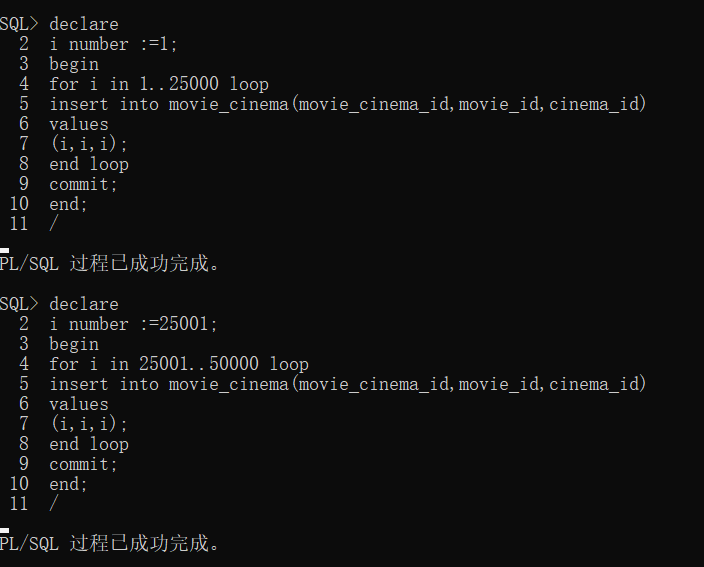 SQL> declare
  2  i number :=1;
  3  begin
  4  for i in 1..25000 loop
  5  insert into movie_cinema(movie_cinema_id,movie_id,cinema_id)
  6  values
  7  (i,i,i);
  8  end loop
  9  commit;
 10  end;
 11  /
PL/SQL 过程已成功完成。
SQL> declare
  2  i number :=25001;
  3  begin
  4  for i in 25001..50000 loop
  5  insert into movie_cinema(movie_cinema_id,movie_id,cinema_id)
  6  values
  7  (i,i,i);
  8  end loop
  9  commit;
 10  end;
 11  /
PL/SQL 过程已成功完成。